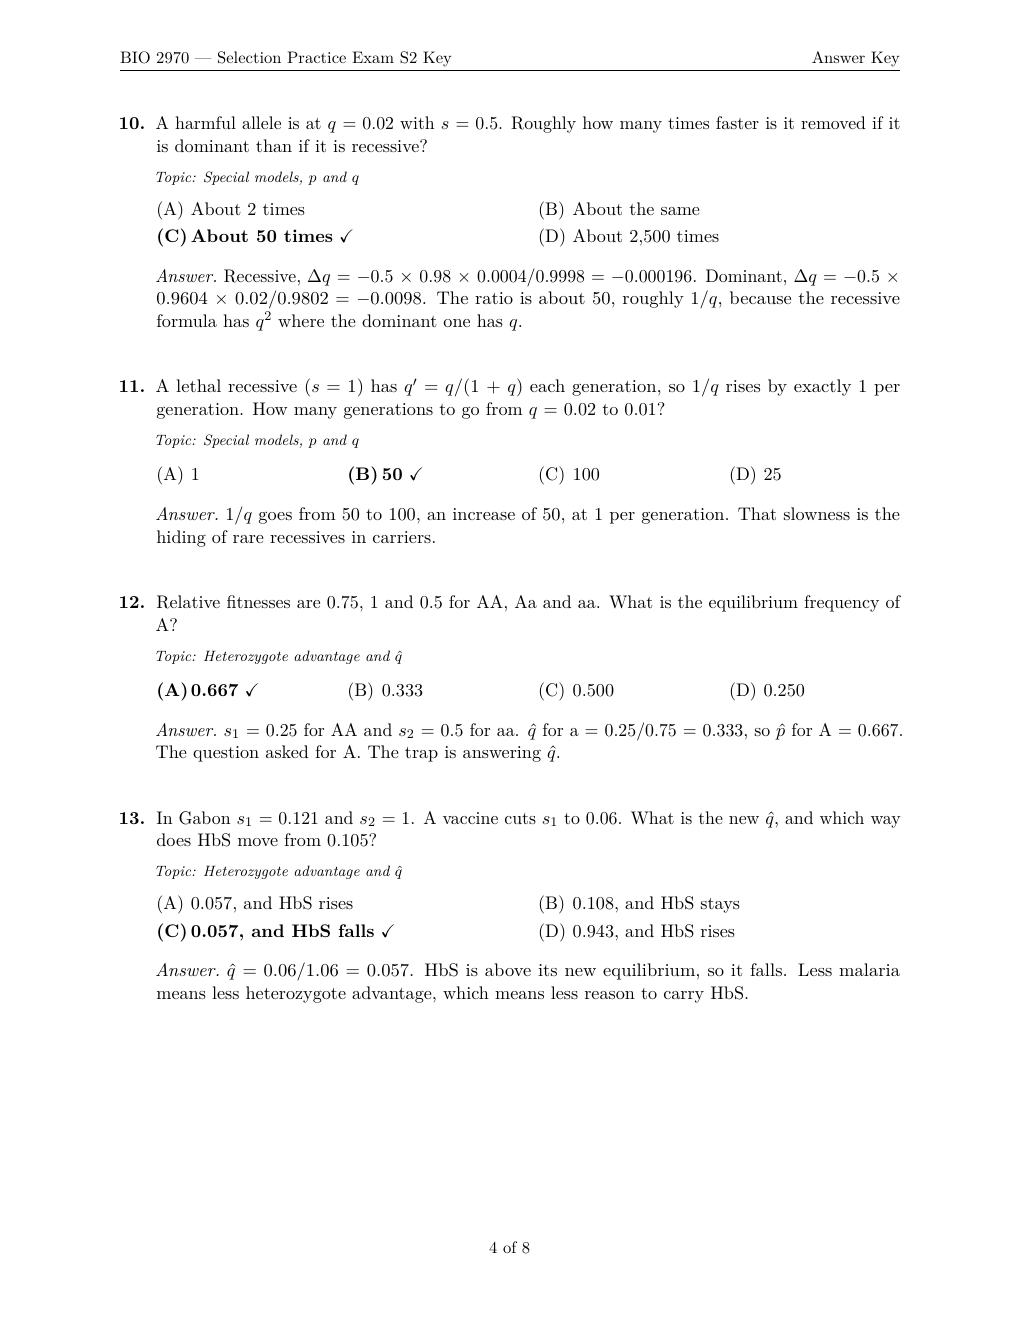 BIO 2970 — Selection Practice Exam S2 Key Answer Key
10. A harmful allele is at q = 0.02 with s = 0.5. Roughly how many times faster is it removed if it
is dominant than if it is recessive?
Topic: Special models, p and q
(A) About 2 times (B) About the same
(C) About 50 times ✓ (D) About 2,500 times
Answer. Recessive, Δq = −0.5 × 0.98 × 0.0004/0.9998 = −0.000196. Dominant, Δq = −0.5 ×
0.9604 × 0.02/0.9802 = −0.0098. The ratio is about 50, roughly 1/q, because the recessive
formula has q² where the dominant one has q.
11. A lethal recessive (s = 1) has q′ = q/(1 + q) each generation, so 1/q rises by exactly 1 per
generation. How many generations to go from q = 0.02 to 0.01?
Topic: Special models, p and q
(A) 1 (B) 50 ✓ (C) 100 (D) 25
Answer. 1/q goes from 50 to 100, an increase of 50, at 1 per generation. That slowness is the
hiding of rare recessives in carriers.
12. Relative fitnesses are 0.75, 1 and 0.5 for AA, Aa and aa. What is the equilibrium frequency of
A?
Topic: Heterozygote advantage and q̂
(A) 0.667 ✓ (B) 0.333 (C) 0.500 (D) 0.250
Answer. s₁ = 0.25 for AA and s₂ = 0.5 for aa. q̂ for a = 0.25/0.75 = 0.333, so p̂ for A = 0.667.
The question asked for A. The trap is answering q̂.
13. In Gabon s₁ = 0.121 and s₂ = 1. A vaccine cuts s₁ to 0.06. What is the new q̂, and which way
does HbS move from 0.105?
Topic: Heterozygote advantage and q̂
(A) 0.057, and HbS rises (B) 0.108, and HbS stays
(C) 0.057, and HbS falls ✓ (D) 0.943, and HbS rises
Answer. q̂ = 0.06/1.06 = 0.057. HbS is above its new equilibrium, so it falls. Less malaria
means less heterozygote advantage, which means less reason to carry HbS.
4 of 8